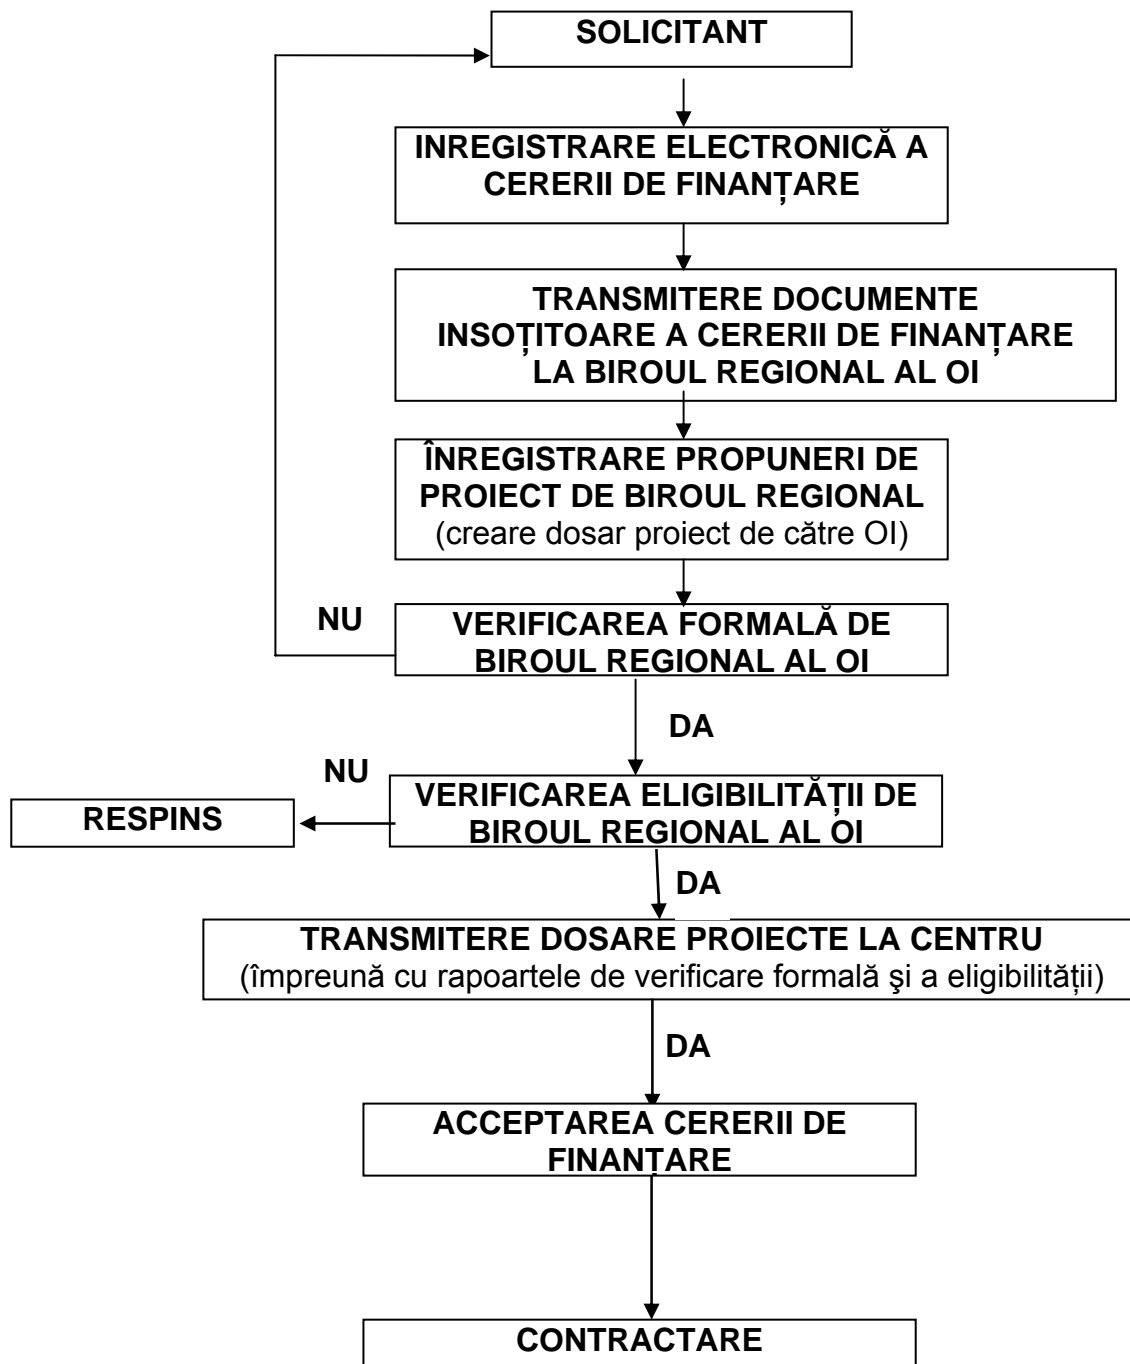 SOLICITANT
INREGISTRARE ELECTRONICĂ A
CERERII DE FINANȚARE
TRANSMITERE DOCUMENTE
INSOȚITOARE A CERERII DE FINANȚARE
LA BIROUL REGIONAL AL OI
ÎNREGISTRARE PROPUNERI DE
PROIECT DE BIROUL REGIONAL
(creare dosar proiect de către OI)
NU
VERIFICAREA FORMALĂ DE
BIROUL REGIONAL AL OI
DA
NU
VERIFICAREA ELIGIBILITĂȚII DE
BIROUL REGIONAL AL OI
RESPINS
DA
TRANSMITERE DOSARE PROIECTE LA CENTRU
(împreună cu rapoartele de verificare formală şi a eligibilității)
DA
ACCEPTAREA CERERII DE
FINANȚARE
CONTRACTARE